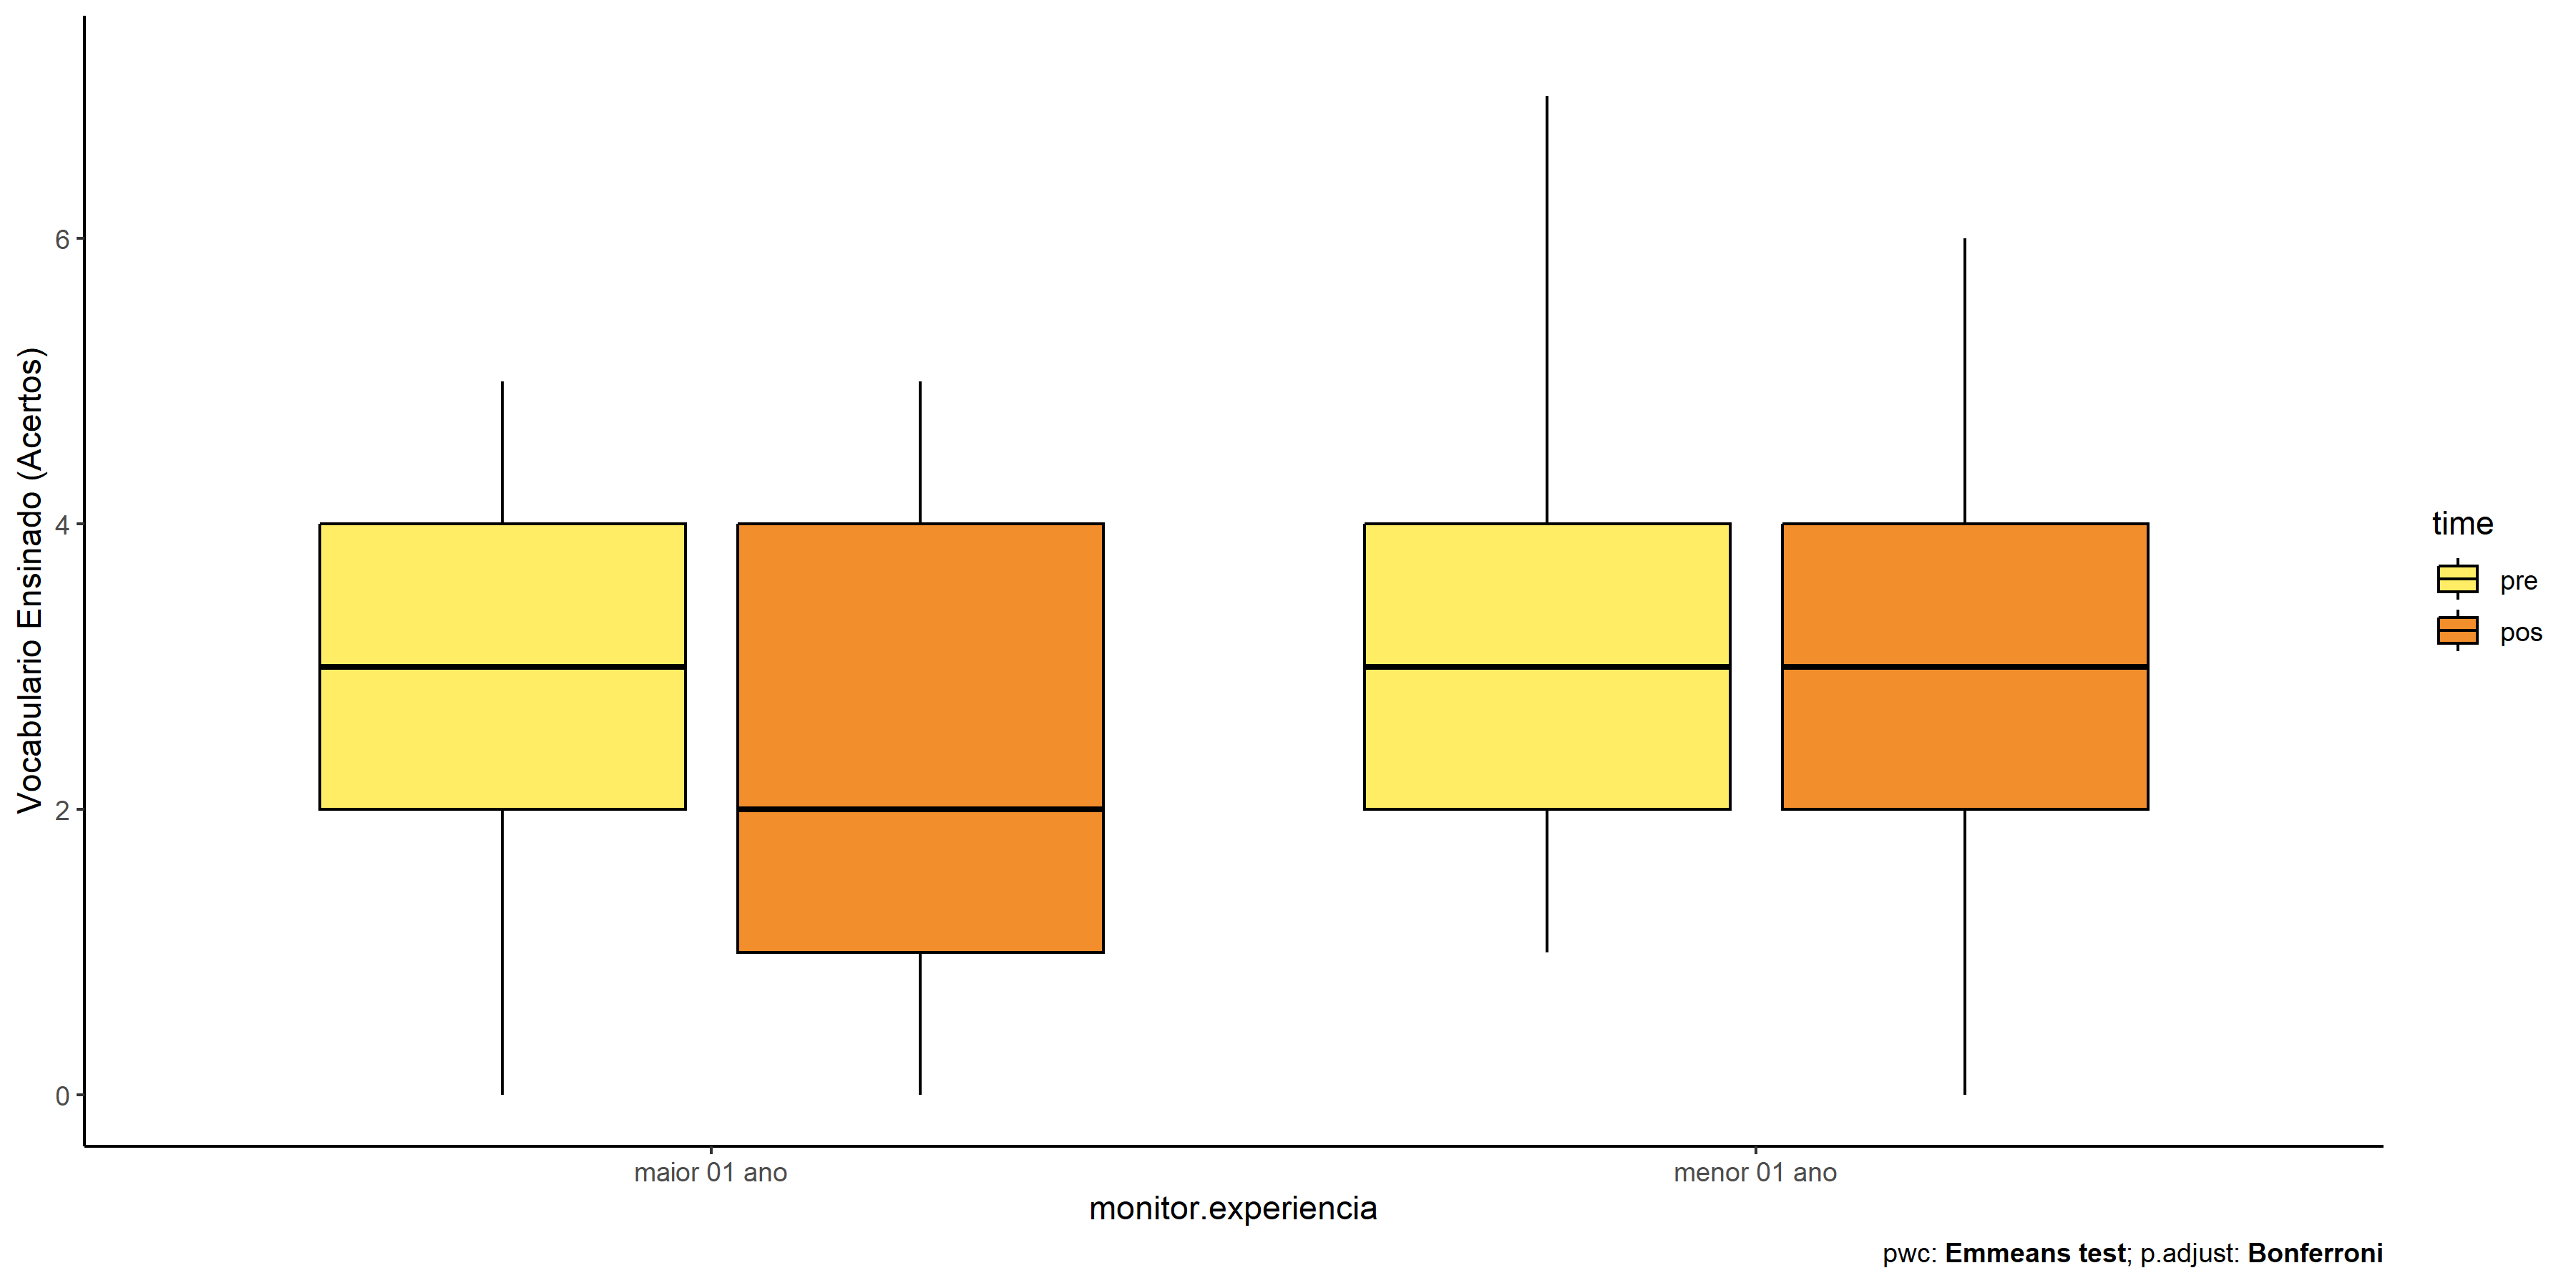 Vocabulario Ensinado (Acertos)
6
4
2
0
maior 01 ano
menor 01 ano
monitor.experiencia
time
pre
pos
pwc: Emmeans test; p.adjust: Bonferroni